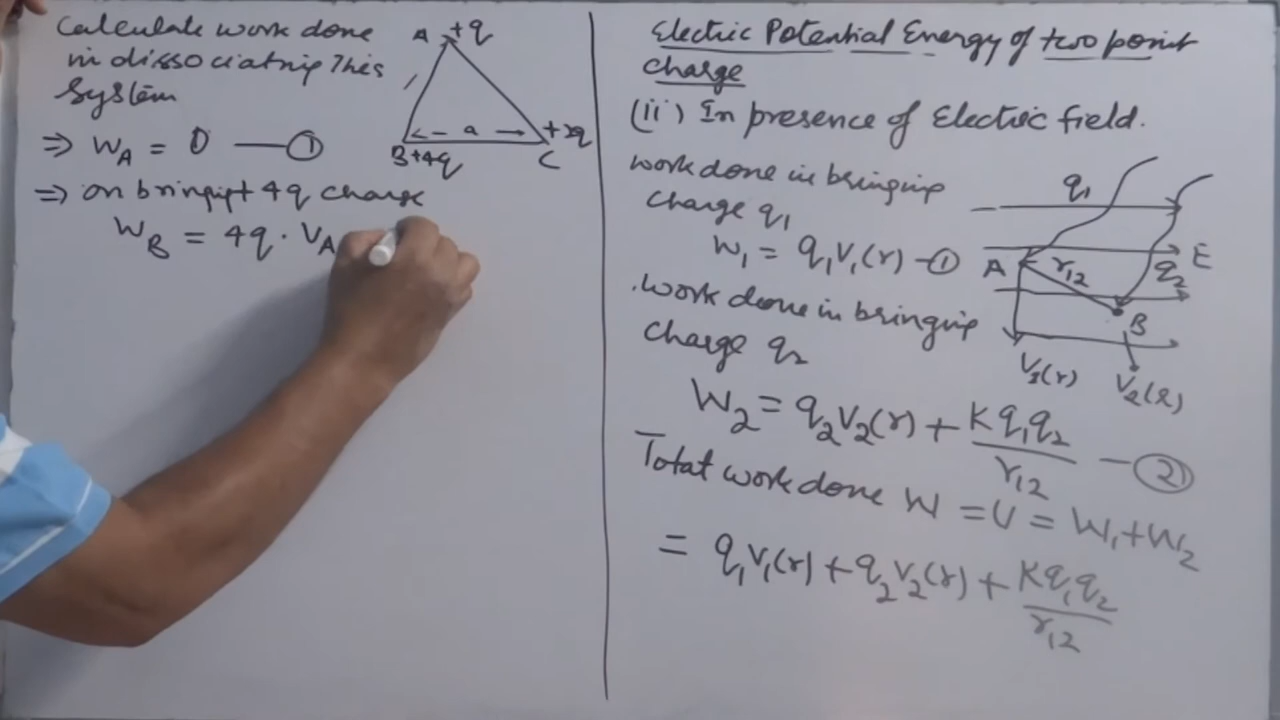 Calculate work done
in dissociating This
System
A +q
B+4q
← a →
+2q
C
⇒ W_A = 0 — ①
⇒ on bringing +4q charge
W_B = 4q · V_A
Electric Potential Energy of two point
charge
(ii) In presence of Electric field.
work done in bringing
charge q₁
W₁ = q₁V₁(r) — ①
work done in bringing
charge q₂
W₂ = q₂V₂(r) + Kq₁q₂/r₁₂ — ②
Total work done W = U = W₁+W₂
= q₁V₁(r) + q₂V₂(r) + Kq₁q₂/r₁₂
q₁
E
A
r₁₂
q₂
B
V₁(r)
V₂(r)